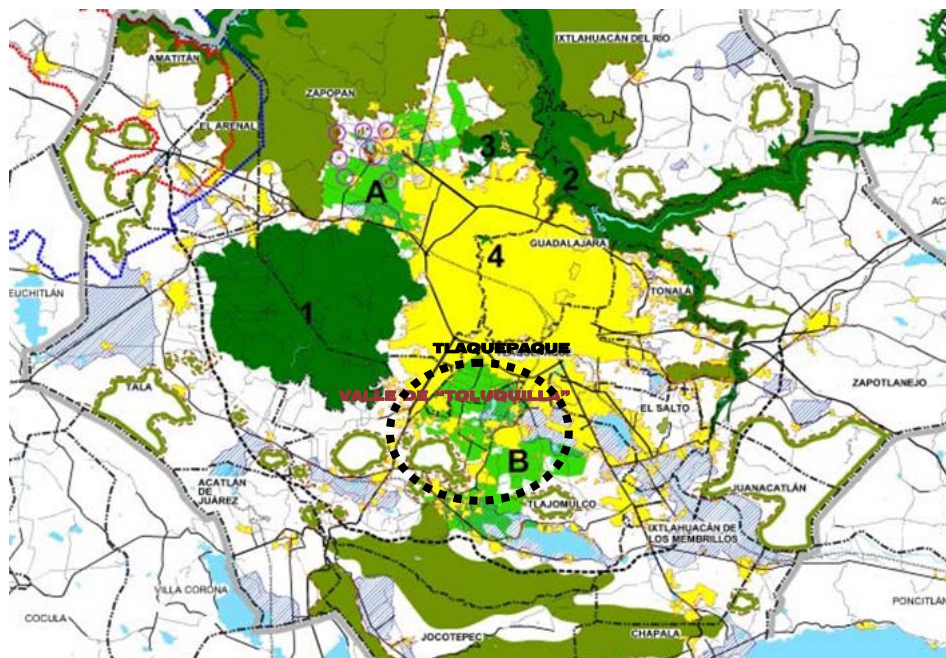 IXTLAHUACÁN DEL RIO
AMATITÁN
ZAPOPAN
EL ARENAL
3
A
2
GUADALAJARA
4
EUCHITLÁN
TONALÁ
1
TLAQUEPAQUE
TALA
VALLE DE "TOLUQUILLA"
ZAPOTLANEJO
EL SALTO
B
ACATLÁN
DE
JUÁREZ
JUANACATLÁN
TLAJOMULCO
IXTLAHUACÁN DE
LOS MEMBRILLOS
VILLA CORONA
PONCITLÁN
COCULA
JOCOTEPEC
CHAPALA